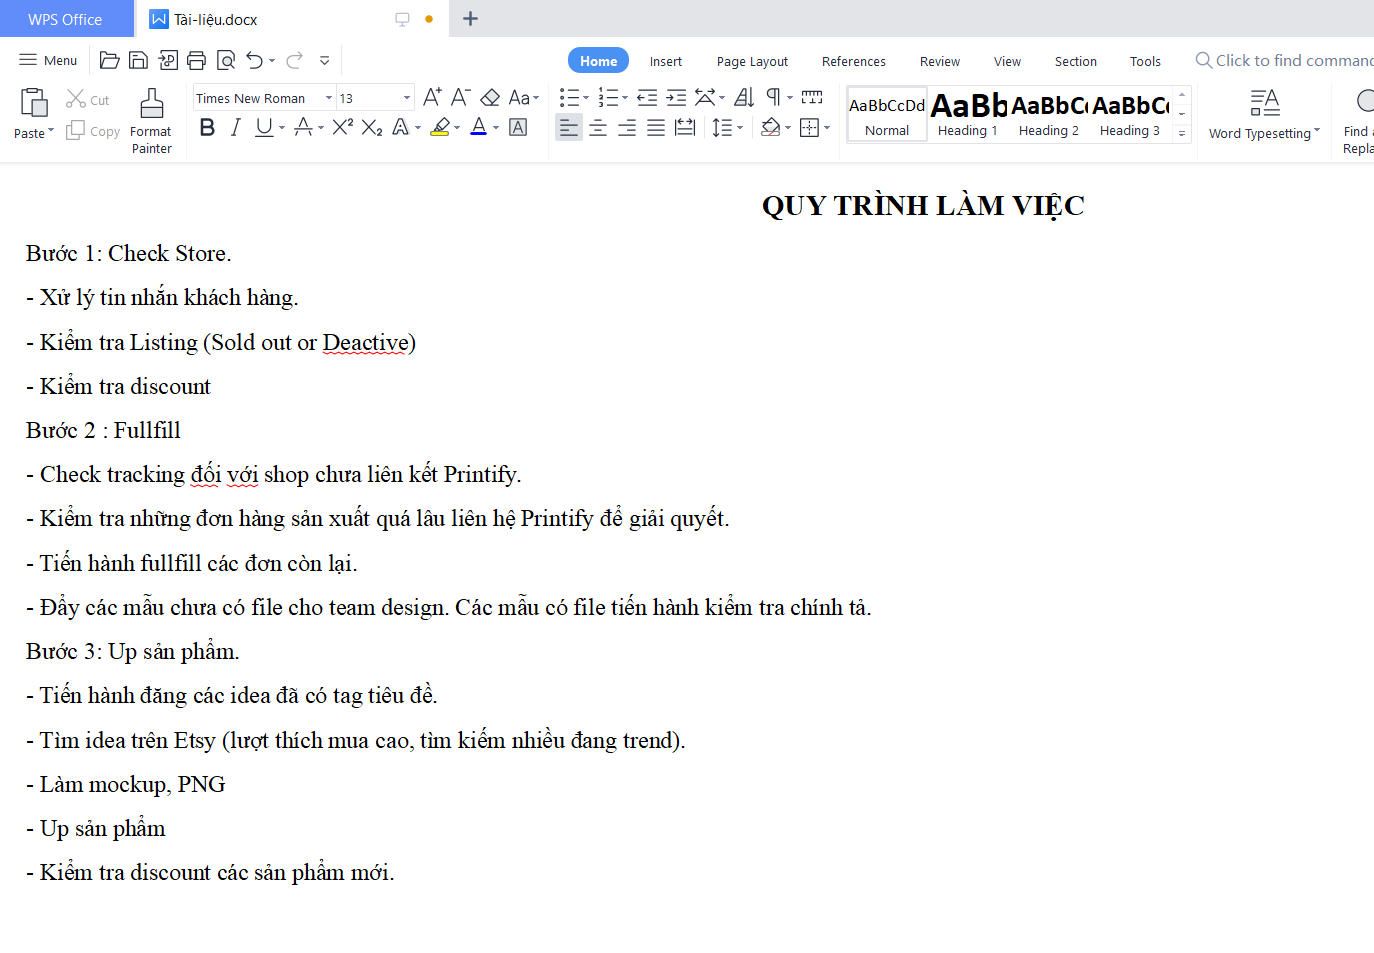 WPS Office
Tài-liệu.docx
Menu
Home
Insert
Page Layout
References
Review
View
Section
Tools
Click to find command
Paste
Cut
Copy
Format
Painter
Times New Roman
13
AaBbCcDd
Normal
AaBb
Heading 1
AaBbC
Heading 2
AaBbC
Heading 3
Word Typesetting
Find
Repla
QUY TRÌNH LÀM VIỆC
Bước 1: Check Store.
- Xử lý tin nhắn khách hàng.
- Kiểm tra Listing (Sold out or Deactive)
- Kiểm tra discount
Bước 2 : Fullfill
- Check tracking đối với shop chưa liên kết Printify.
- Kiểm tra những đơn hàng sản xuất quá lâu liên hệ Printify để giải quyết.
- Tiến hành fullfill các đơn còn lại.
- Đẩy các mẫu chưa có file cho team design. Các mẫu có file tiến hành kiểm tra chính tả.
Bước 3: Up sản phẩm.
- Tiến hành đăng các idea đã có tag tiêu đề.
- Tìm idea trên Etsy (lượt thích mua cao, tìm kiếm nhiều đang trend).
- Làm mockup, PNG
- Up sản phẩm
- Kiểm tra discount các sản phẩm mới.